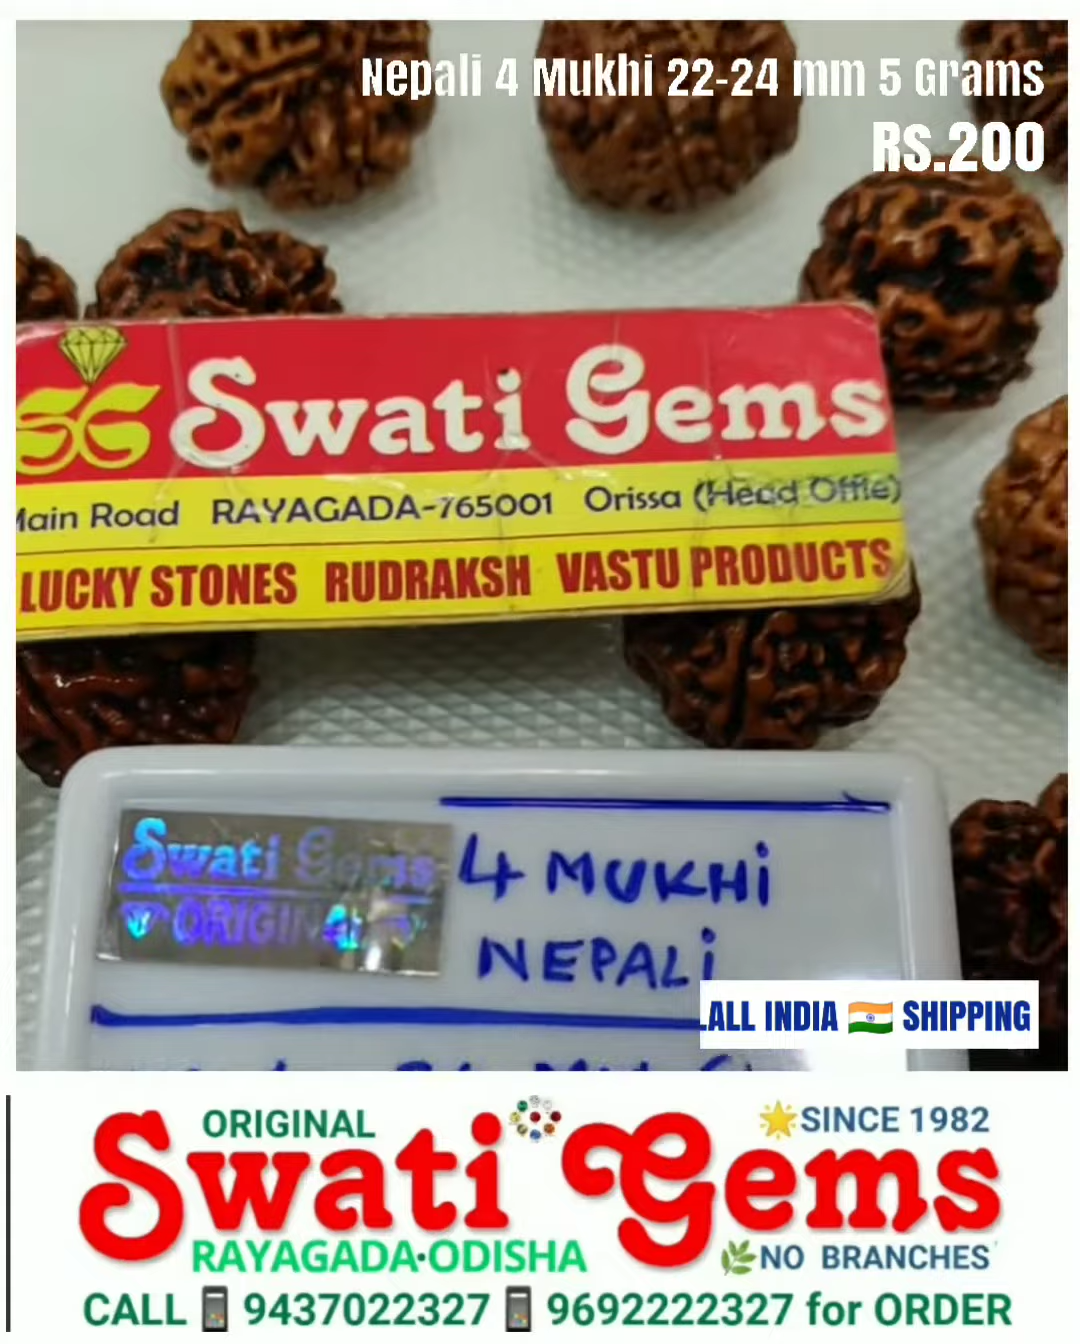 Nepali 4 Mukhi 22-24 mm 5 Grams
RS.200
SG Swati Gems
Main Road RAYAGADA-765001 Orissa (Head Offie)
LUCKY STONES RUDRAKSH VASTU PRODUCTS
Swati Gems
ORIGINAL
4 MUKHi
NEPALi
.ALL INDIA 🇮🇳 SHIPPING
ORIGINAL
🌟SINCE 1982
Swati Gems
RAYAGADA·ODISHA
🌿NO BRANCHES
CALL 📱9437022327 📱9692222327 for ORDER